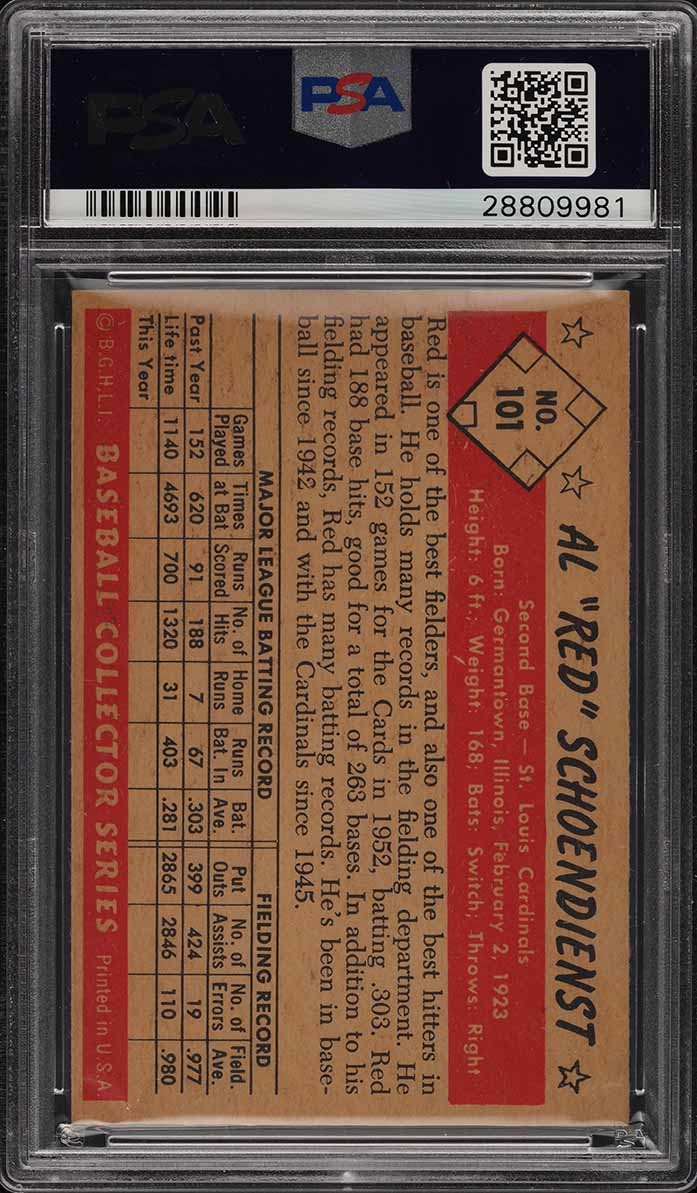 PSA
PSA
28809981
NO.
101
AL "RED" SCHOENDIENST
Second Base — St. Louis Cardinals
Born: Germantown, Illinois, February 2, 1923
Height: 6 ft.; Weight: 168; Bats: Switch; Throws: Right
Red is one of the best fielders, and also one of the best hitters in
baseball. He holds many records in the fielding department. He
appeared in 152 games for the Cards in 1952, batting .303. Red
had 188 base hits, good for a total of 263 bases. In addition to his
fielding records, Red has many batting records. He's been in base-
ball since 1942 and with the Cardinals since 1945.
MAJOR LEAGUE BATTING RECORD FIELDING RECORD
Games Times Runs No. of Home Runs Bat. Put No. of No. of Field.
Played at Bat Scored Hits Runs Bat. In Ave. Outs Assists Errors Ave.
Past Year 152 620 91 188 7 67 .303 399 424 19 .977
Life time 1140 4693 700 1320 31 403 .281 2865 2846 110 .980
This Year
© B.G.H.L.I. BASEBALL COLLECTOR SERIES Printed in U.S.A.